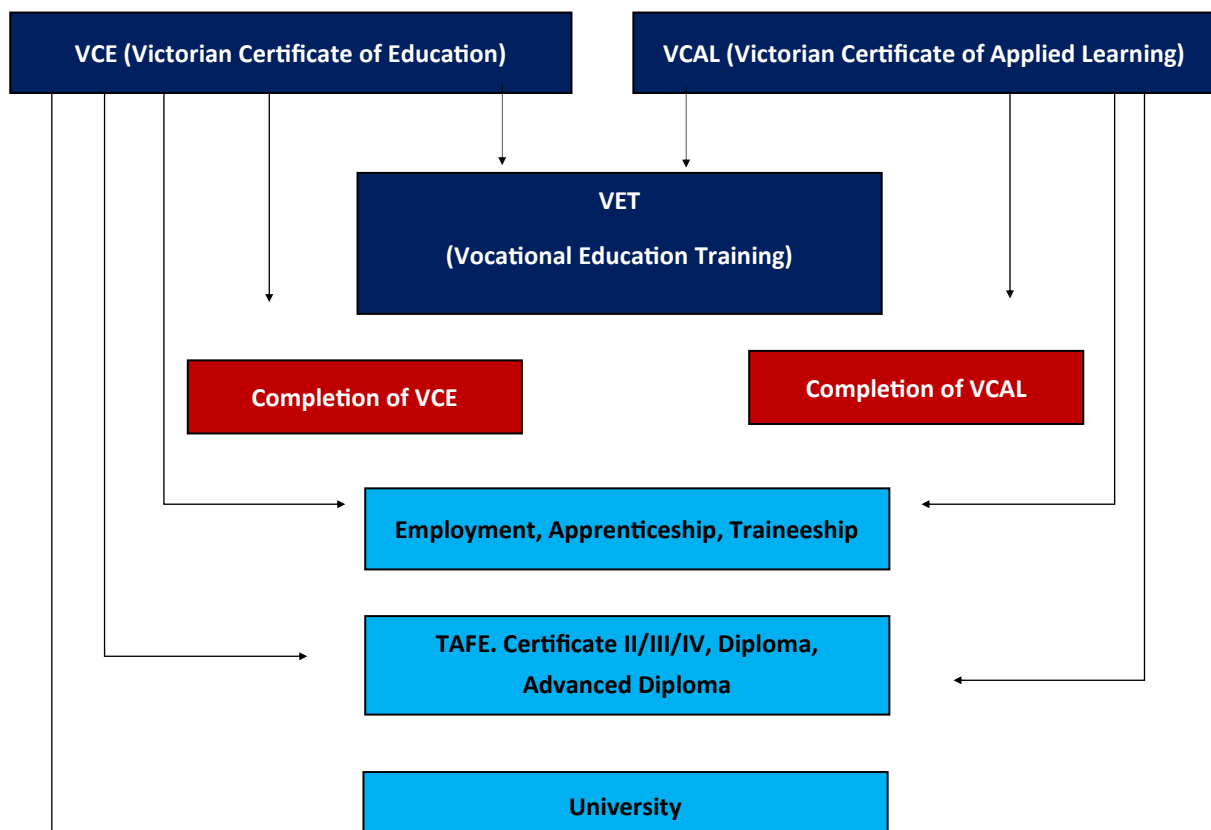 VCE (Victorian Certificate of Education)
VCAL (Victorian Certificate of Applied Learning)
VET
(Vocational Education Training)
Completion of VCE
Completion of VCAL
Employment, Apprenticeship, Traineeship
TAFE. Certificate II/III/IV, Diploma,
Advanced Diploma
University